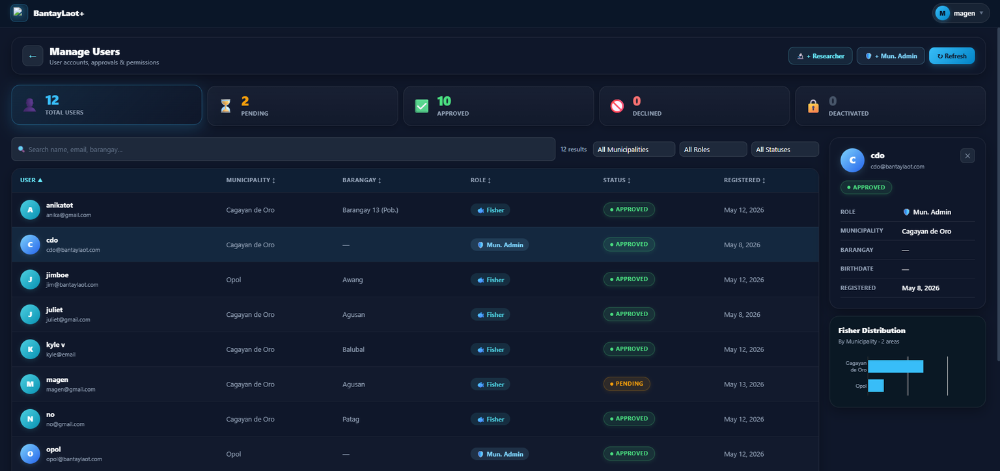 BantayLaot+
M magen ▼
←
Manage Users
User accounts, approvals & permissions
+ Researcher
+ Mun. Admin
↻ Refresh
12
TOTAL USERS
2
PENDING
10
APPROVED
0
DECLINED
0
DEACTIVATED
Search name, email, barangay...
12 results
All Municipalities
All Roles
All Statuses
USER ▲ MUNICIPALITY ↕ BARANGAY ↕ ROLE ↕ STATUS ↕ REGISTERED ↕
A anikatot
anika@gmail.com
Cagayan de Oro Barangay 13 (Pob.) Fisher • APPROVED May 12, 2026
C cdo
cdo@bantaylaot.com
Cagayan de Oro — Mun. Admin • APPROVED May 8, 2026
J jimboe
jim@bantaylaot.com
Opol Awang Fisher • APPROVED May 12, 2026
J juliet
juliet@gmail.com
Cagayan de Oro Agusan Fisher • APPROVED May 8, 2026
K kyle v
kyle@email
Cagayan de Oro Balubal Fisher • APPROVED May 12, 2026
M magen
magen@gmail.com
Cagayan de Oro Agusan Fisher • PENDING May 13, 2026
N no
no@gmail.com
Cagayan de Oro Patag Fisher • APPROVED May 12, 2026
O opol
opol@bantaylaot.com
Opol — Mun. Admin • APPROVED May 12, 2026
C cdo
cdo@bantaylaot.com
×
• APPROVED
ROLE Mun. Admin
MUNICIPALITY Cagayan de Oro
BARANGAY —
BIRTHDATE —
REGISTERED May 8, 2026
Fisher Distribution
By Municipality · 2 areas
Cagayan
de Oro
Opol